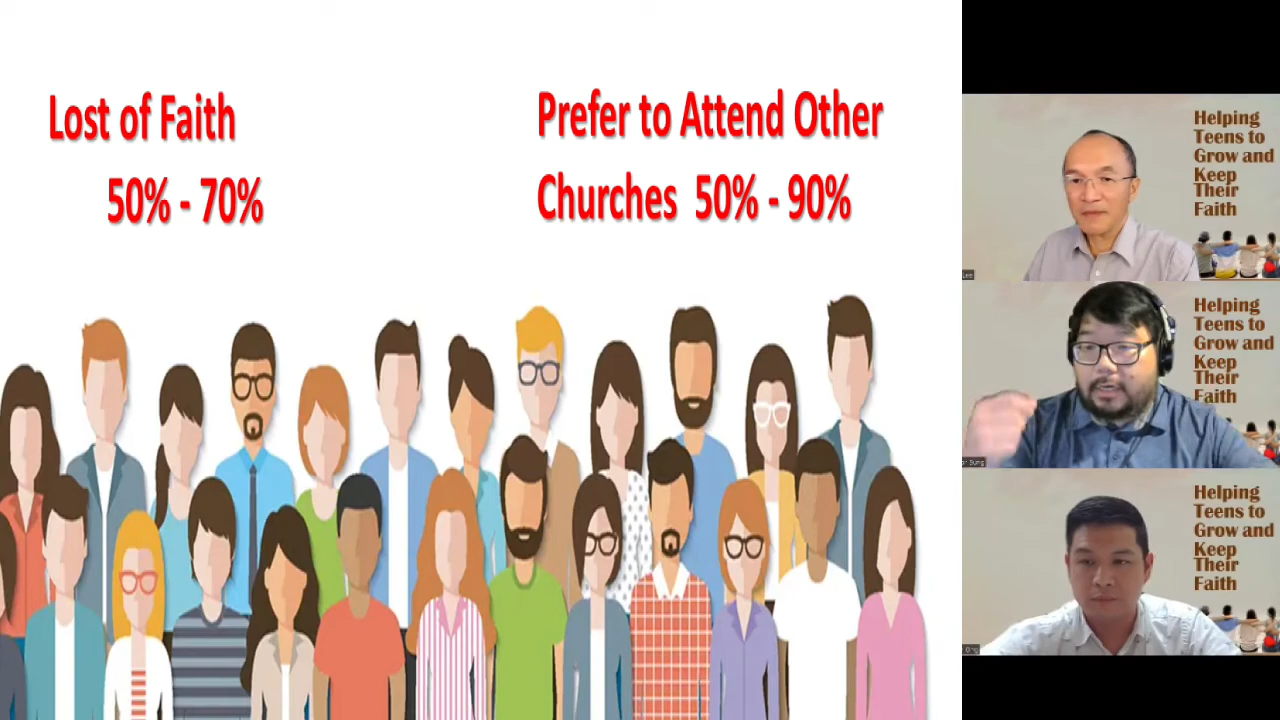 Lost of Faith
50% - 70%
Prefer to Attend Other
Churches 50% - 90%
Helping
Teens to
Grow and
Keep
Their
Faith
Lee
Helping
Teens to
Grow and
Keep
Their
Faith
Helping
Teens to
Grow and
Keep
Their
Faith